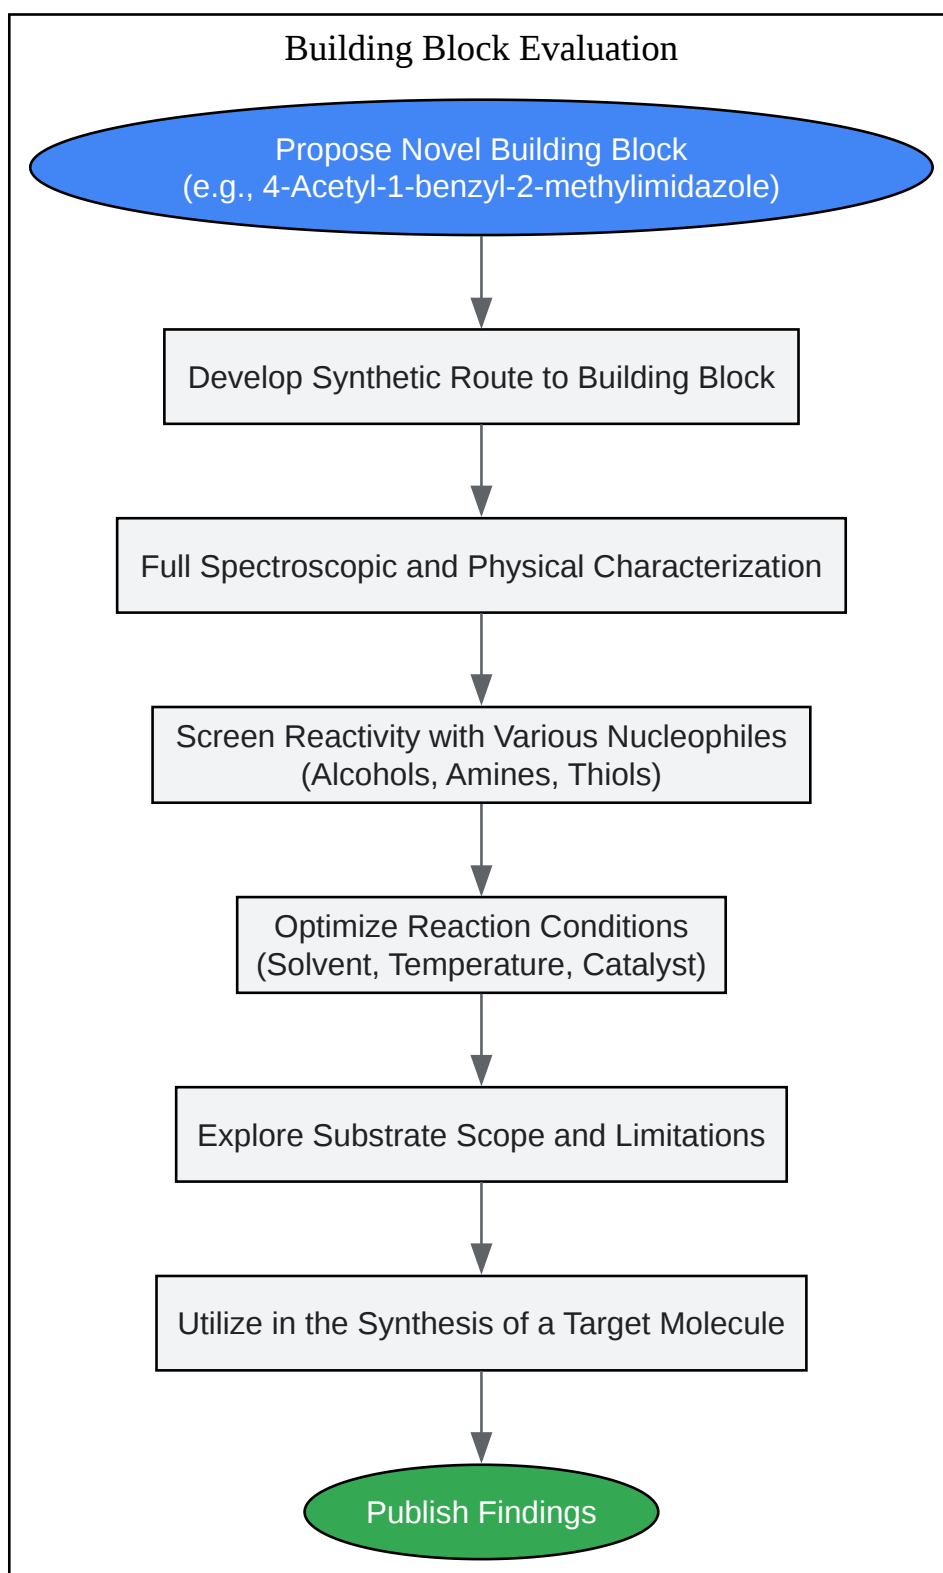 Building Block Evaluation
Propose Novel Building Block
(e.g., 4-Acetyl-1-benzyl-2-methylimidazole)
Develop Synthetic Route to Building Block
Full Spectroscopic and Physical Characterization
Screen Reactivity with Various Nucleophiles
(Alcohols, Amines, Thiols)
Optimize Reaction Conditions
(Solvent, Temperature, Catalyst)
Explore Substrate Scope and Limitations
Utilize in the Synthesis of a Target Molecule
Publish Findings